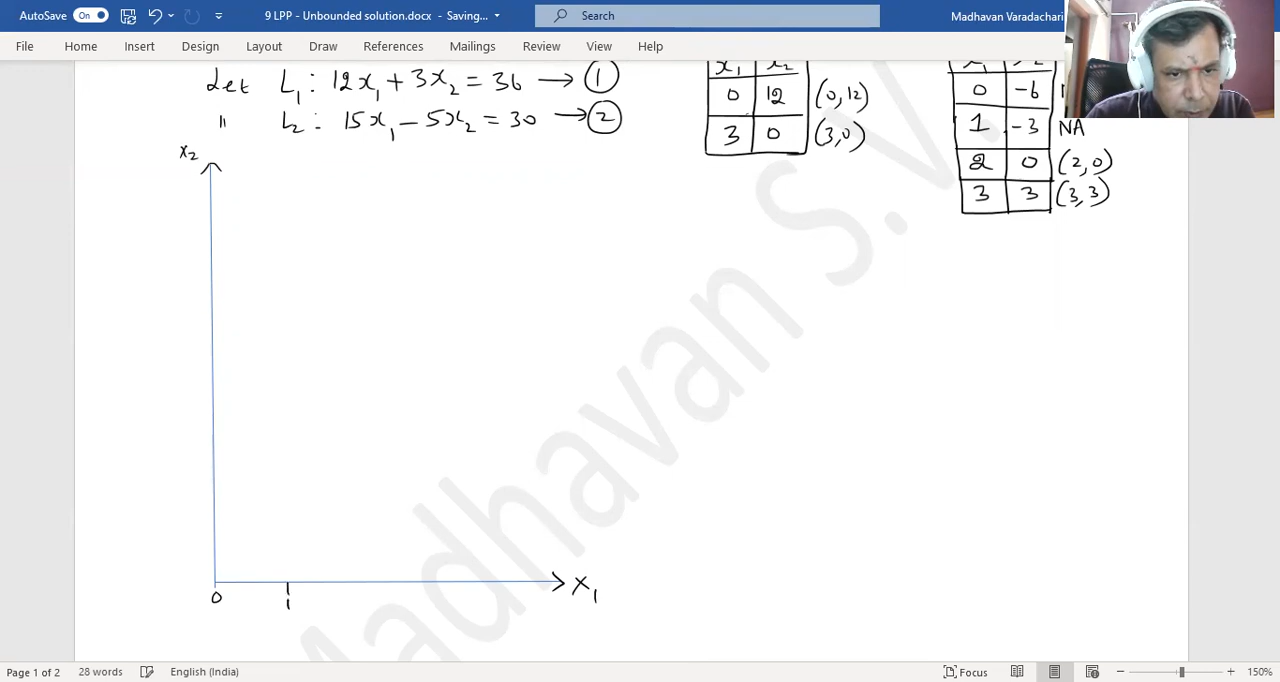 AutoSave On 9 LPP - Unbounded solution.docx - Saving... Search Madhavan Varadachari
File Home Insert Design Layout Draw References Mailings Review View Help
Let L1 : 12x1 + 3x2 = 36 → 1
" L2 : 15x1 - 5x2 = 30 → 2
x1 x2
0 12 (0,12)
3 0 (3,0)
0 -6
1 -3 NA
2 0 (2,0)
3 3 (3,3)
x2
0 1 X1
Madhavan S.V.
Page 1 of 2 28 words English (India) Focus 150%